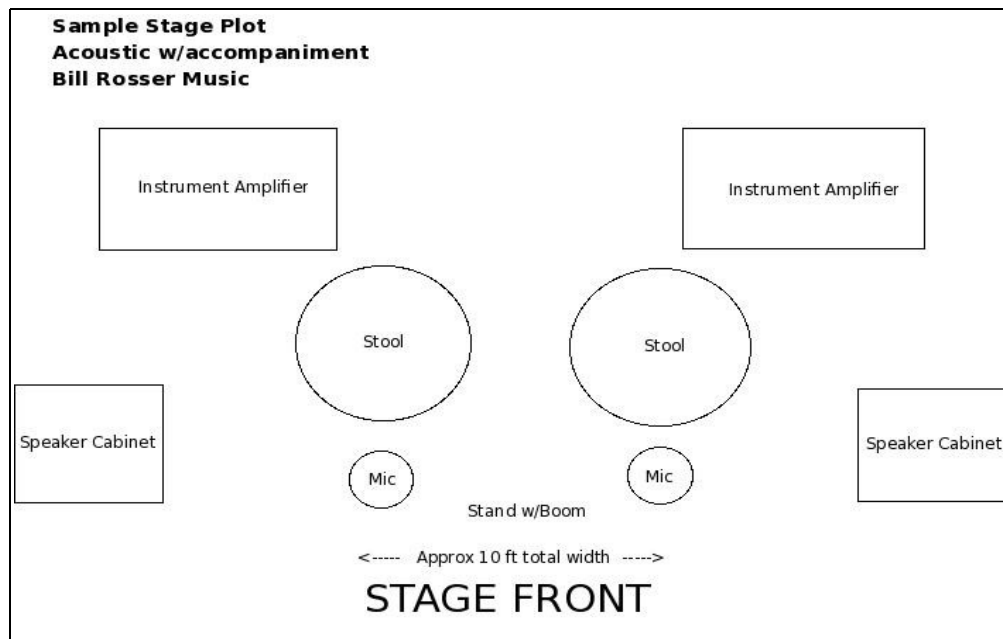 Sample Stage Plot
Acoustic w/accompaniment
Bill Rosser Music
Instrument Amplifier
Instrument Amplifier
Stool
Stool
Speaker Cabinet
Speaker Cabinet
Mic
Mic
Stand w/Boom
<----- Approx 10 ft total width ----->
STAGE FRONT